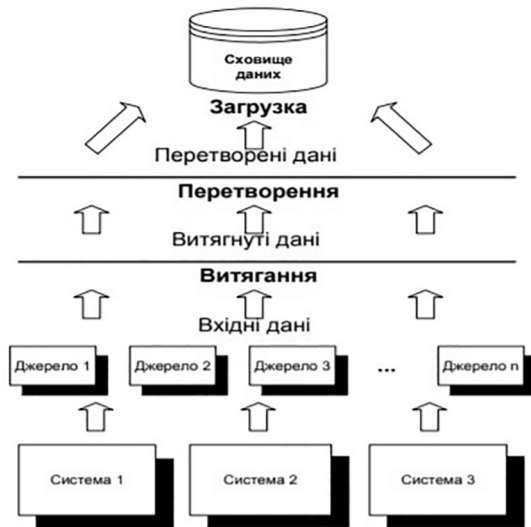 Сховище
даних
Загрузка
Перетворені дані
Перетворення
Витягнуті дані
Витягання
Вхідні дані
Джерело 1 Джерело 2 Джерело 3 ... Джерело n
Система 1 Система 2 Система 3